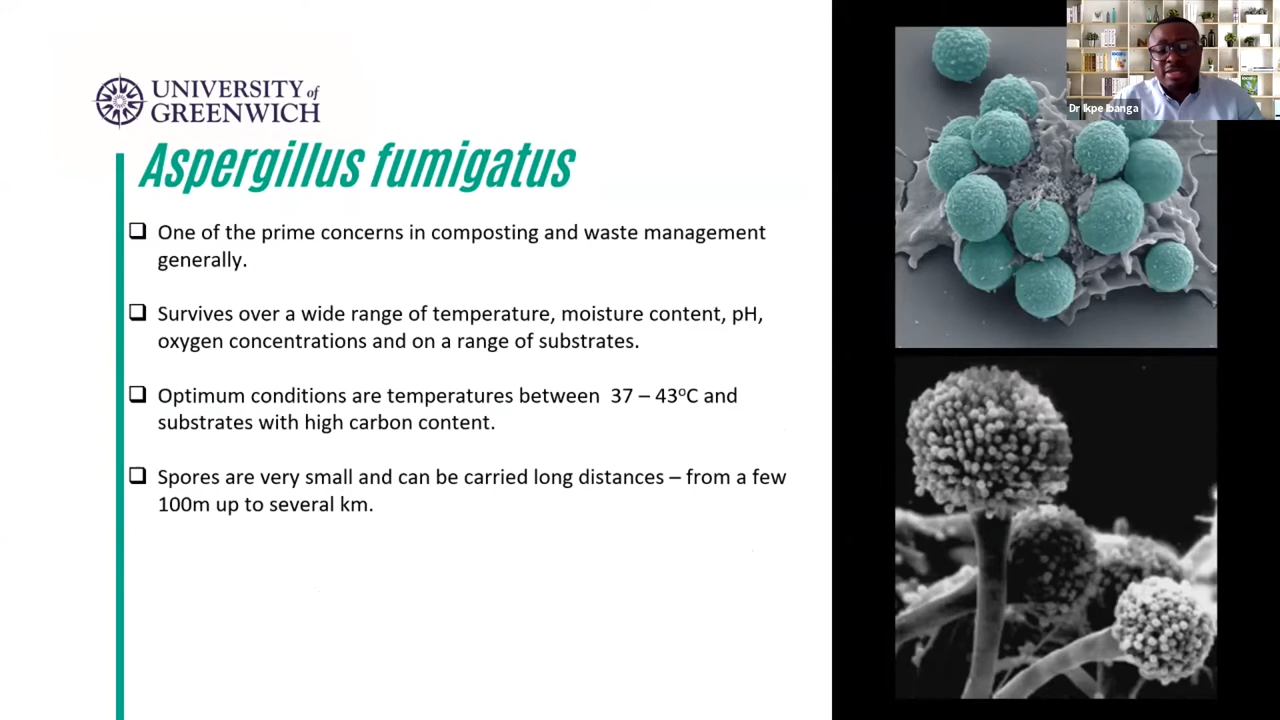 UNIVERSITY of
GREENWICH
Aspergillus fumigatus
One of the prime concerns in composting and waste management
generally.
Survives over a wide range of temperature, moisture content, pH,
oxygen concentrations and on a range of substrates.
Optimum conditions are temperatures between 37 – 43°C and
substrates with high carbon content.
Spores are very small and can be carried long distances – from a few
100m up to several km.
Dr Ikpe Ibanga